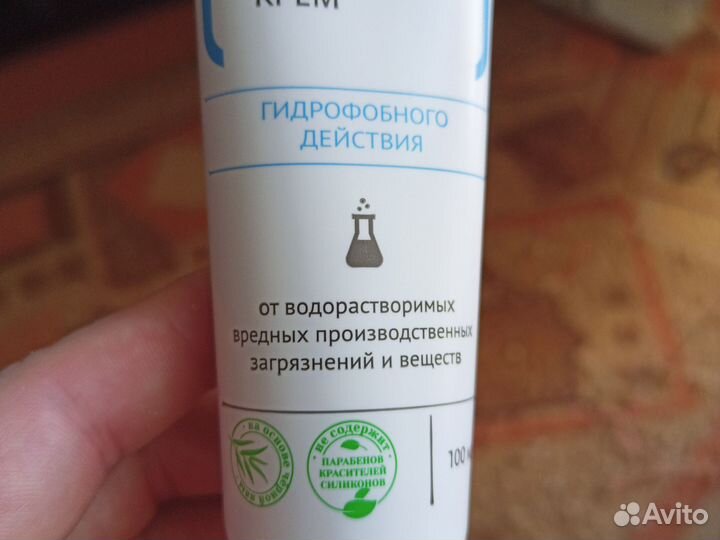 КРЕМ
ГИДРОФОБНОГО
ДЕЙСТВИЯ
от водорастворимых
вредных производственных
загрязнений и веществ
на основе
не содержит
ПАРАБЕНОВ
КРАСИТЕЛЕЙ
СИЛИКОНОВ
100
Avito